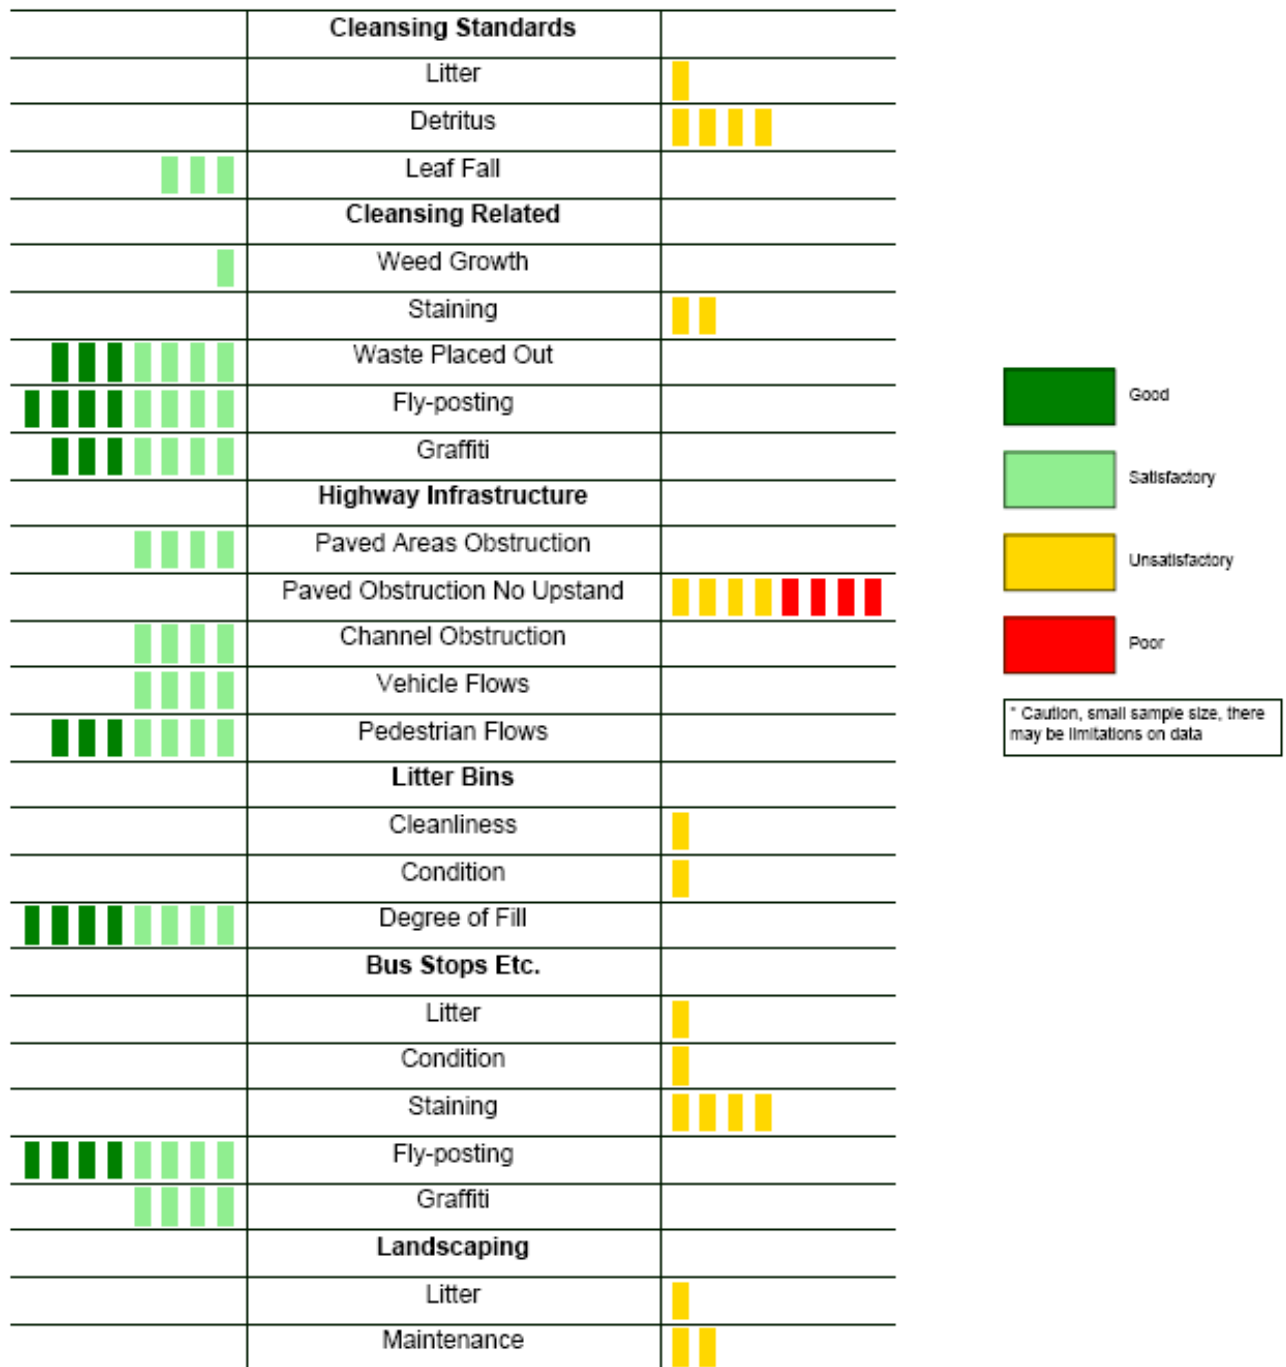 Cleansing Standards
Litter
Detritus
Leaf Fall
Cleansing Related
Weed Growth
Staining
Waste Placed Out
Fly-posting
Graffiti
Highway Infrastructure
Paved Areas Obstruction
Paved Obstruction No Upstand
Channel Obstruction
Vehicle Flows
Pedestrian Flows
Litter Bins
Cleanliness
Condition
Degree of Fill
Bus Stops Etc.
Litter
Condition
Staining
Fly-posting
Graffiti
Landscaping
Litter
Maintenance
Good
Satisfactory
Unsatisfactory
Poor
* Caution, small sample size, there
may be limitations on data